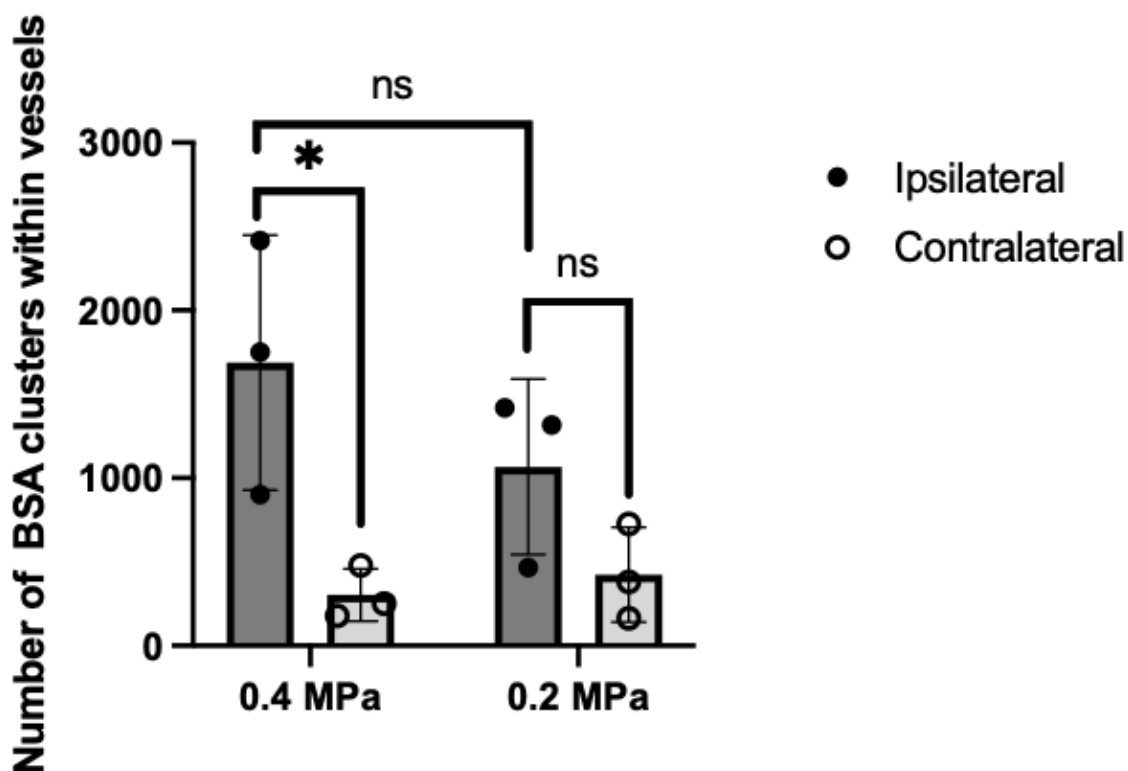 Number of BSA clusters within vessels
ns
3000
*
2000
ns
1000
0
0.4 MPa
0.2 MPa
Ipsilateral
Contralateral